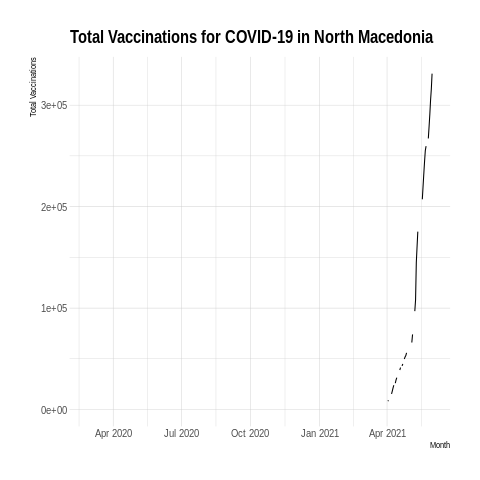 Total Vaccinations for COVID-19 in North Macedonia
Total Vaccinations
3e+05
2e+05
1e+05
0e+00
Apr 2020 Jul 2020 Oct 2020 Jan 2021 Apr 2021
Month